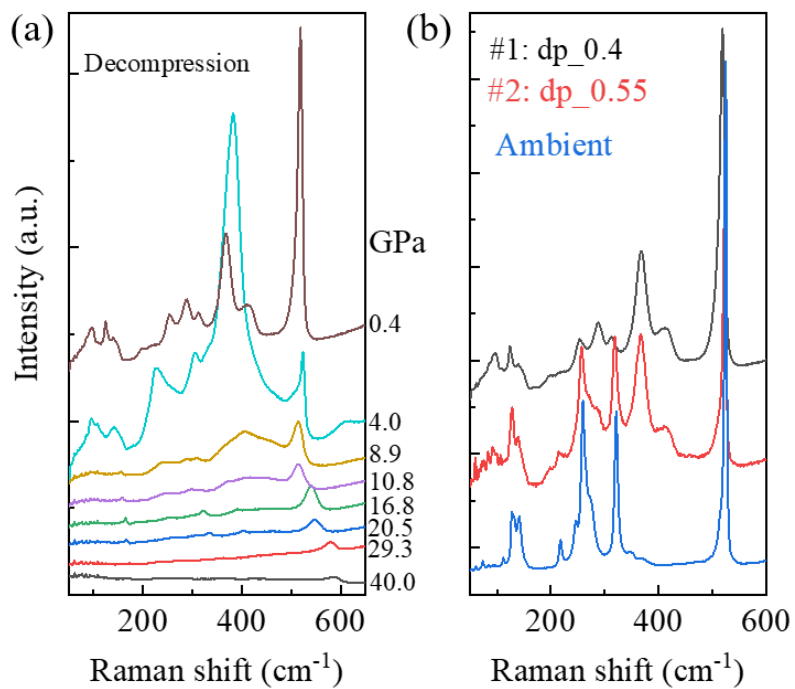 (a)
Decompression
GPa
0.4
4.0
8.9
10.8
16.8
20.5
29.3
40.0
Intensity (a.u.)
200
400
600
Raman shift (cm⁻¹)
(b)
#1: dp_0.4
#2: dp_0.55
Ambient
200
400
600
Raman shift (cm⁻¹)